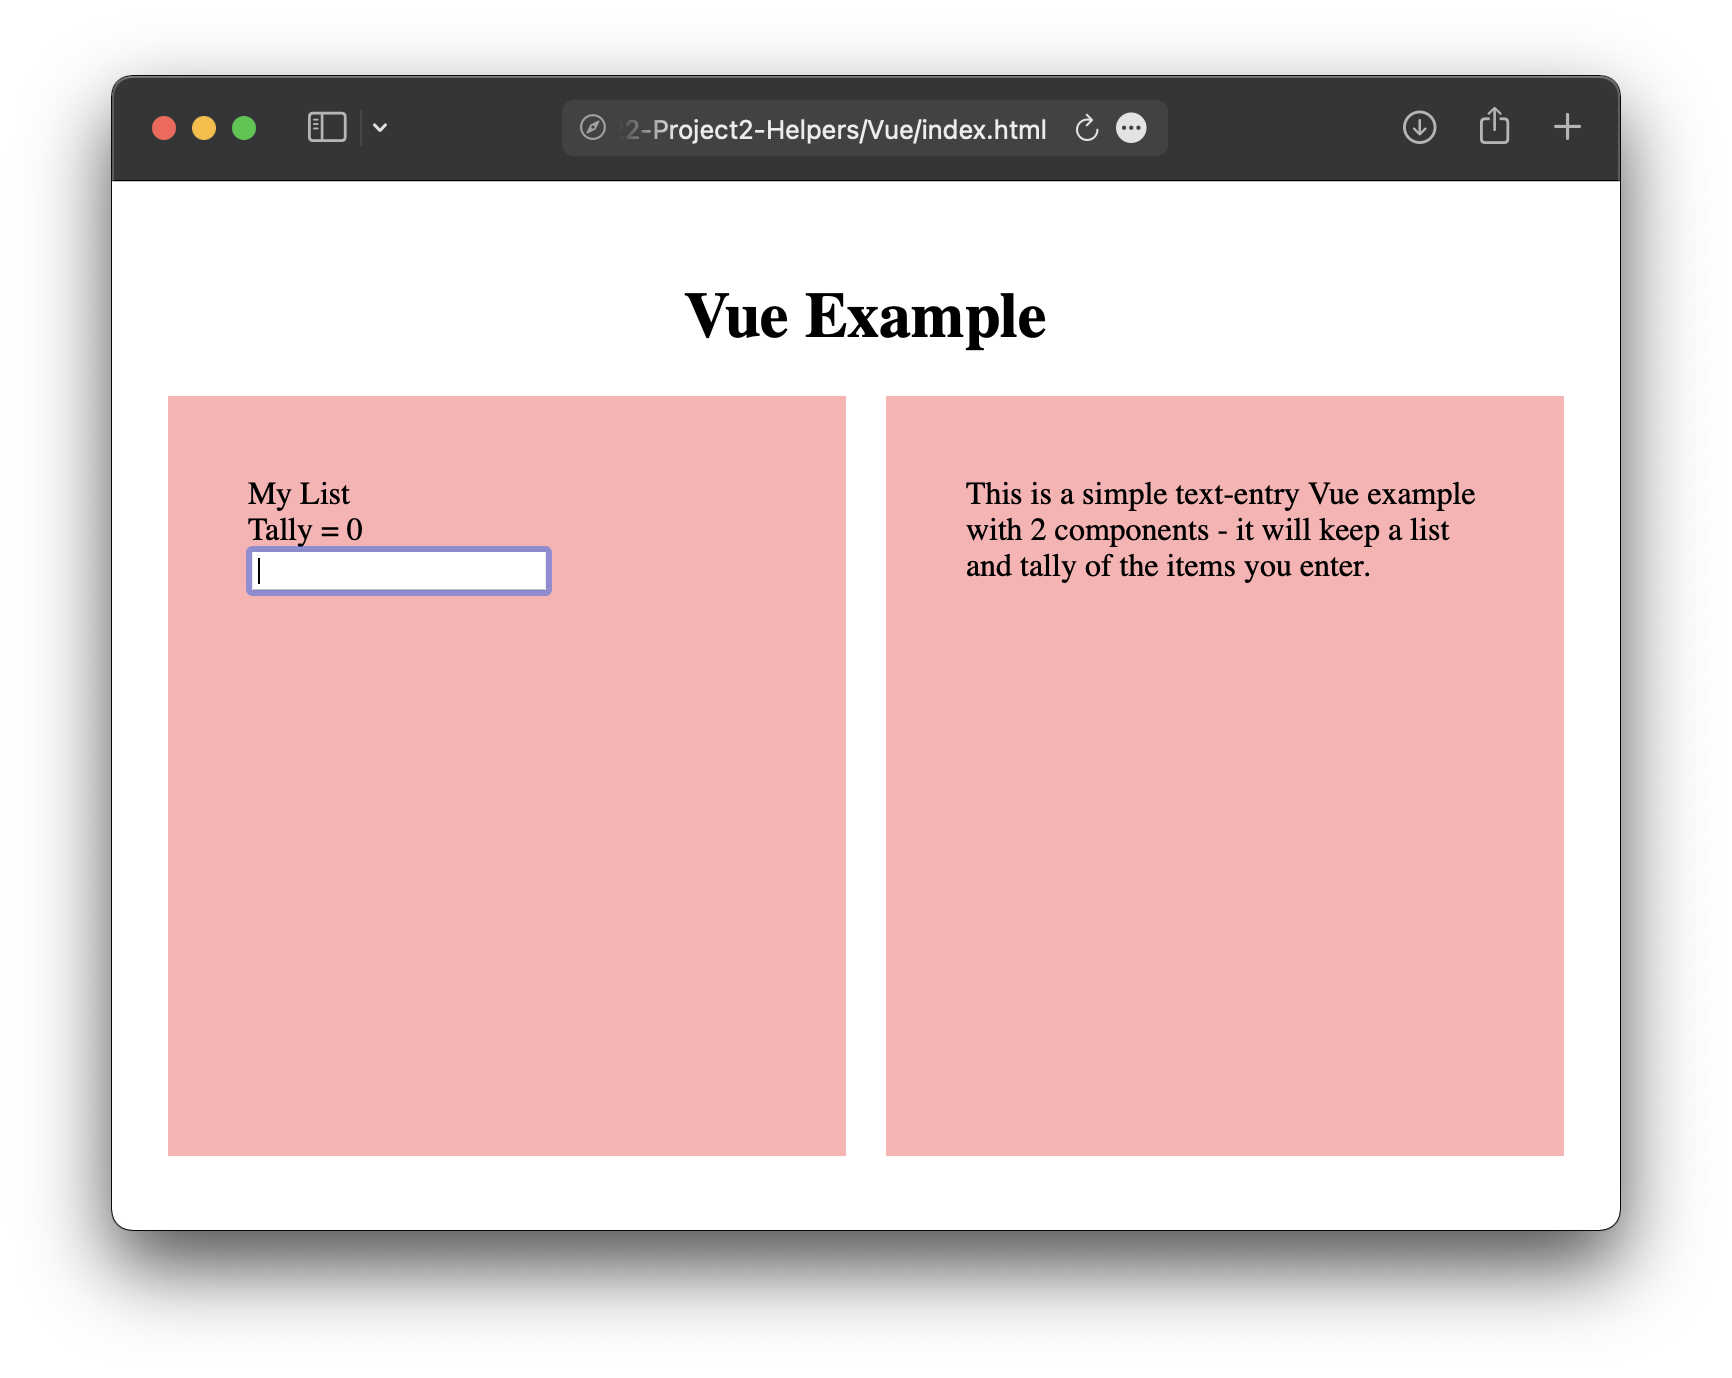 2-Project2-Helpers/Vue/index.html
Vue Example
My List
Tally = 0
This is a simple text-entry Vue example
with 2 components - it will keep a list
and tally of the items you enter.